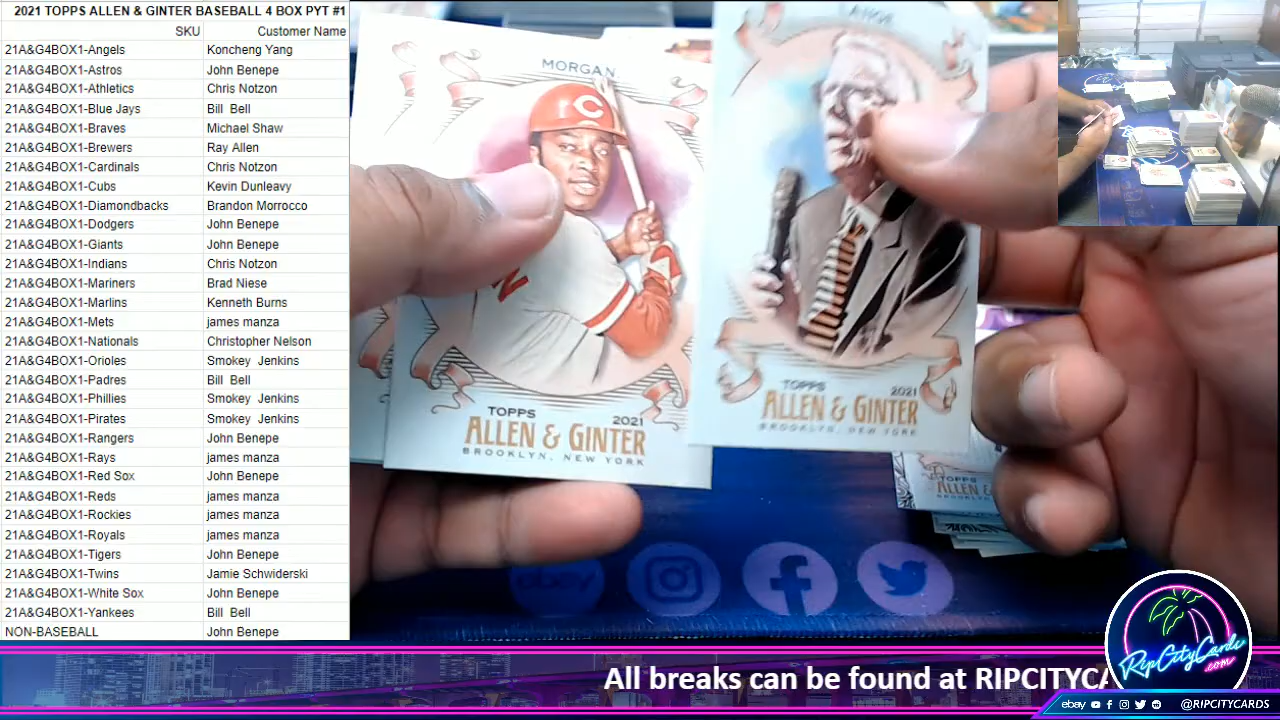 2021 TOPPS ALLEN & GINTER BASEBALL 4 BOX PYT #1
SKU Customer Name
21A&G4BOX1-Angels Koncheng Yang
21A&G4BOX1-Astros John Benepe
21A&G4BOX1-Athletics Chris Notzon
21A&G4BOX1-Blue Jays Bill Bell
21A&G4BOX1-Braves Michael Shaw
21A&G4BOX1-Brewers Ray Allen
21A&G4BOX1-Cardinals Chris Notzon
21A&G4BOX1-Cubs Kevin Dunleavy
21A&G4BOX1-Diamondbacks Brandon Morrocco
21A&G4BOX1-Dodgers John Benepe
21A&G4BOX1-Giants John Benepe
21A&G4BOX1-Indians Chris Notzon
21A&G4BOX1-Mariners Brad Niese
21A&G4BOX1-Marlins Kenneth Burns
21A&G4BOX1-Mets james manza
21A&G4BOX1-Nationals Christopher Nelson
21A&G4BOX1-Orioles Smokey Jenkins
21A&G4BOX1-Padres Bill Bell
21A&G4BOX1-Phillies Smokey Jenkins
21A&G4BOX1-Pirates Smokey Jenkins
21A&G4BOX1-Rangers John Benepe
21A&G4BOX1-Rays james manza
21A&G4BOX1-Red Sox John Benepe
21A&G4BOX1-Reds james manza
21A&G4BOX1-Rockies james manza
21A&G4BOX1-Royals james manza
21A&G4BOX1-Tigers John Benepe
21A&G4BOX1-Twins Jamie Schwiderski
21A&G4BOX1-White Sox John Benepe
21A&G4BOX1-Yankees Bill Bell
NON-BASEBALL John Benepe
MORGAN
C
TOPPS 2021
ALLEN & GINTER
BROOKLYN, NEW YORK
TOPPS 2021
ALLEN & GINTER
BROOKLYN, NEW YORK
TOPPS
ALLEN &
ebay
All breaks can be found at RIPCITYCA
RipCityCards
.com
ebay @RIPCITYCARDS